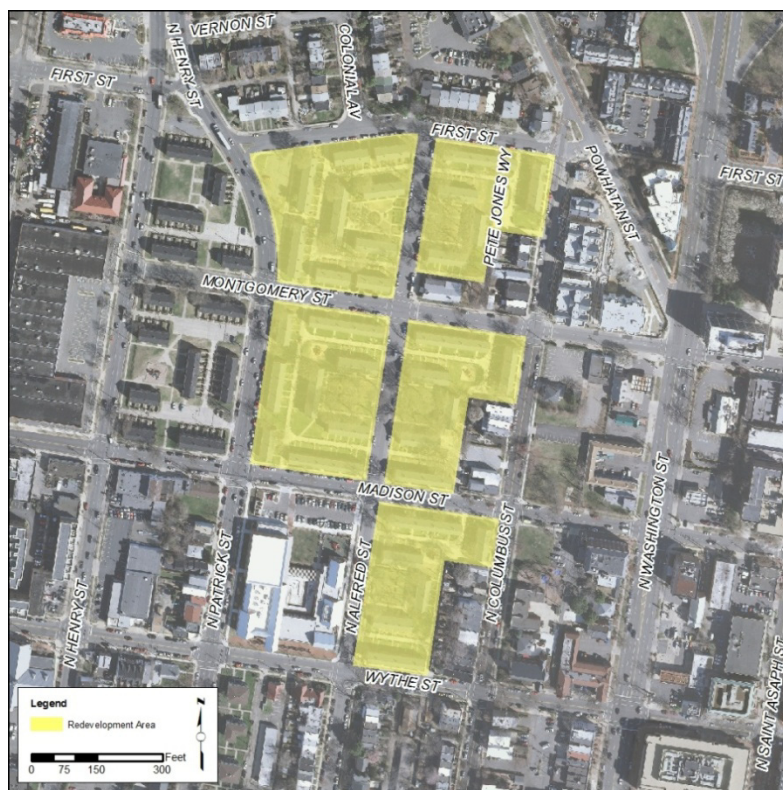 VERNON ST
N HENRY ST
COLONIAL AV
FIRST ST
FIRST ST
PETE JONES WY
POWHATAN ST
FIRST ST
MONTGOMERY ST
MADISON ST
N HENRY ST
N PATRICK ST
N ALFRED ST
N COLUMBUS ST
N WASHINGTON ST
N SAINT ASAPH ST
WYTHE ST
Legend
Redevelopment Area
N
Feet
0 75 150 300